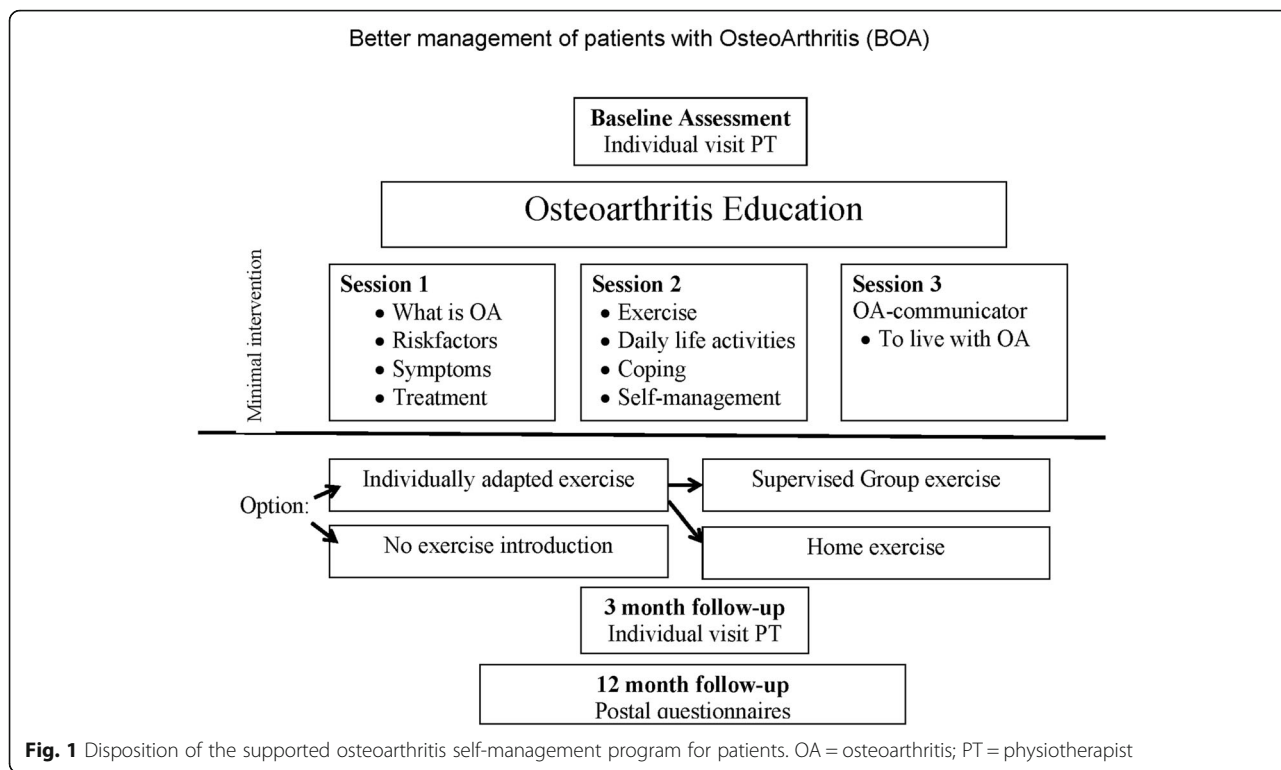 Better management of patients with OsteoArthritis (BOA)
Baseline Assessment
Individual visit PT
Osteoarthritis Education
Minimal intervention
Session 1
• What is OA
• Riskfactors
• Symptoms
• Treatment
Session 2
• Exercise
• Daily life activities
• Coping
• Self-management
Session 3
OA-communicator
• To live with OA
Option:
Individually adapted exercise
No exercise introduction
Supervised Group exercise
Home exercise
3 month follow-up
Individual visit PT
12 month follow-up
Postal questionnaires
Fig. 1 Disposition of the supported osteoarthritis self-management program for patients. OA = osteoarthritis; PT = physiotherapist